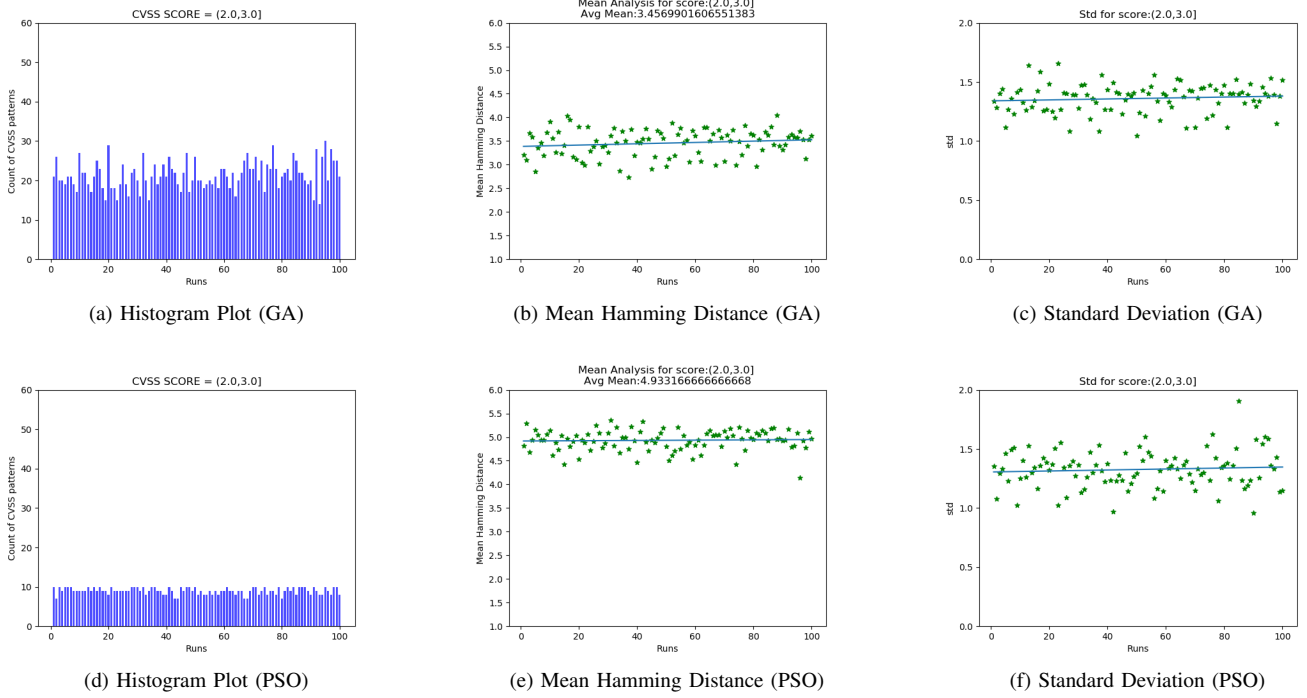 CVSS SCORE = (2.0,3.0]
60
50
40
30
20
10
0
Count of CVSS patterns
0 20 40 60 80 100
Runs
(a) Histogram Plot (GA)
Mean Analysis for score:(2.0,3.0]
Avg Mean:3.4569901606551383
6.0
5.5
5.0
4.5
4.0
3.5
3.0
2.5
2.0
1.5
1.0
Mean Hamming Distance
0 20 40 60 80 100
Runs
(b) Mean Hamming Distance (GA)
Std for score:(2.0,3.0]
2.0
1.5
1.0
0.5
0.0
std
0 20 40 60 80 100
Runs
(c) Standard Deviation (GA)
CVSS SCORE = (2.0,3.0]
60
50
40
30
20
10
0
Count of CVSS patterns
0 20 40 60 80 100
Runs
(d) Histogram Plot (PSO)
Mean Analysis for score:(2.0,3.0]
Avg Mean:4.933166666666668
6.0
5.5
5.0
4.5
4.0
3.5
3.0
2.5
2.0
1.5
1.0
Mean Hamming Distance
0 20 40 60 80 100
Runs
(e) Mean Hamming Distance (PSO)
Std for score:(2.0,3.0]
2.0
1.5
1.0
0.5
0.0
std
0 20 40 60 80 100
Runs
(f) Standard Deviation (PSO)